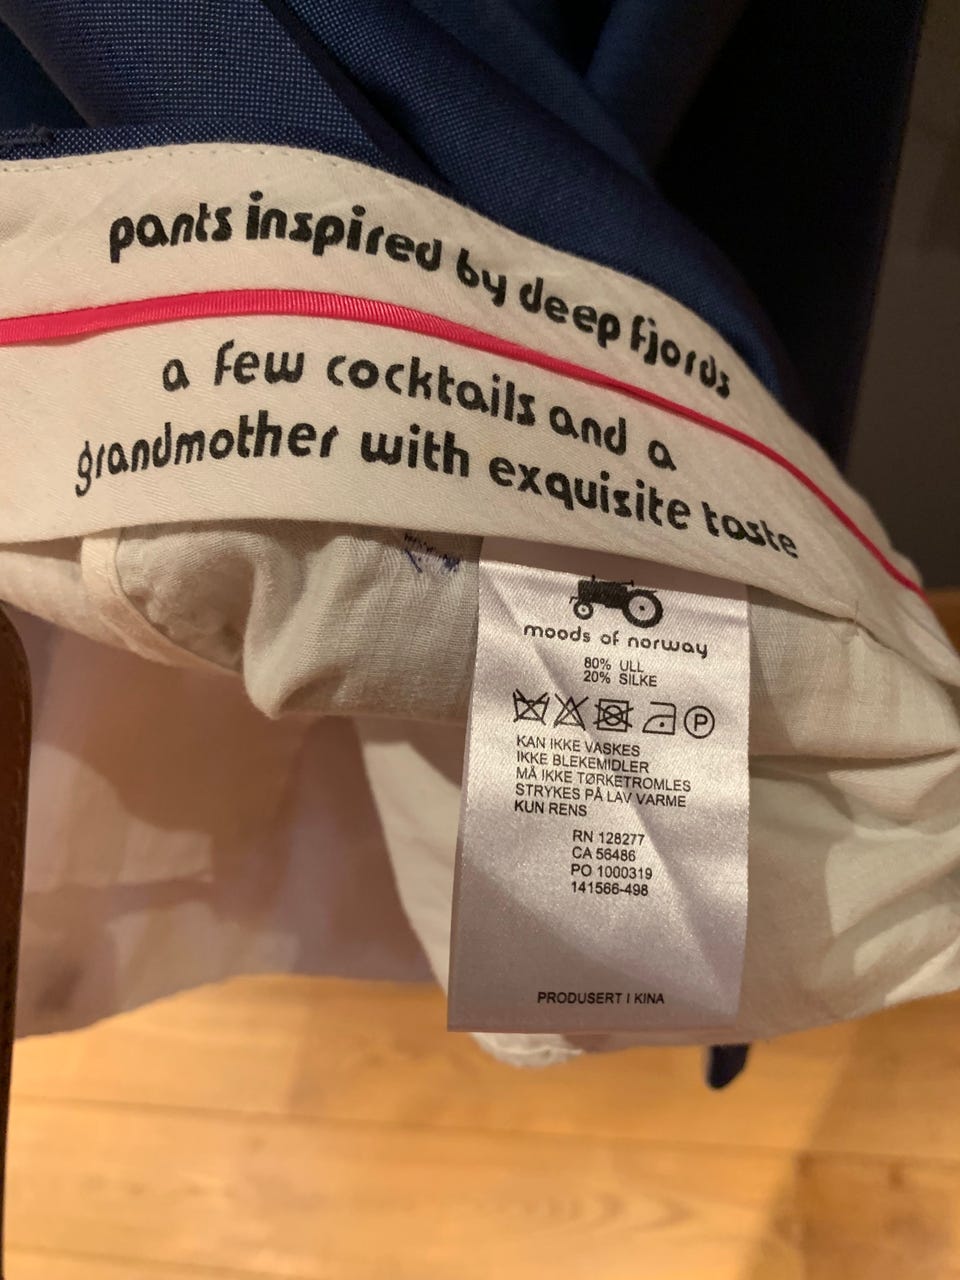 pants inspired by deep fjords
a few cocktails and a
grandmother with exquisite taste
moods of norway
80% ULL
20% SILKE
P
KAN IKKE VASKES
IKKE BLEKEMIDLER
MÅ IKKE TØRKETROMLES
STRYKES PÅ LAV VARME
KUN RENS
RN 128277
CA 56486
PO 1000319
141566-498
PRODUSERT I KINA